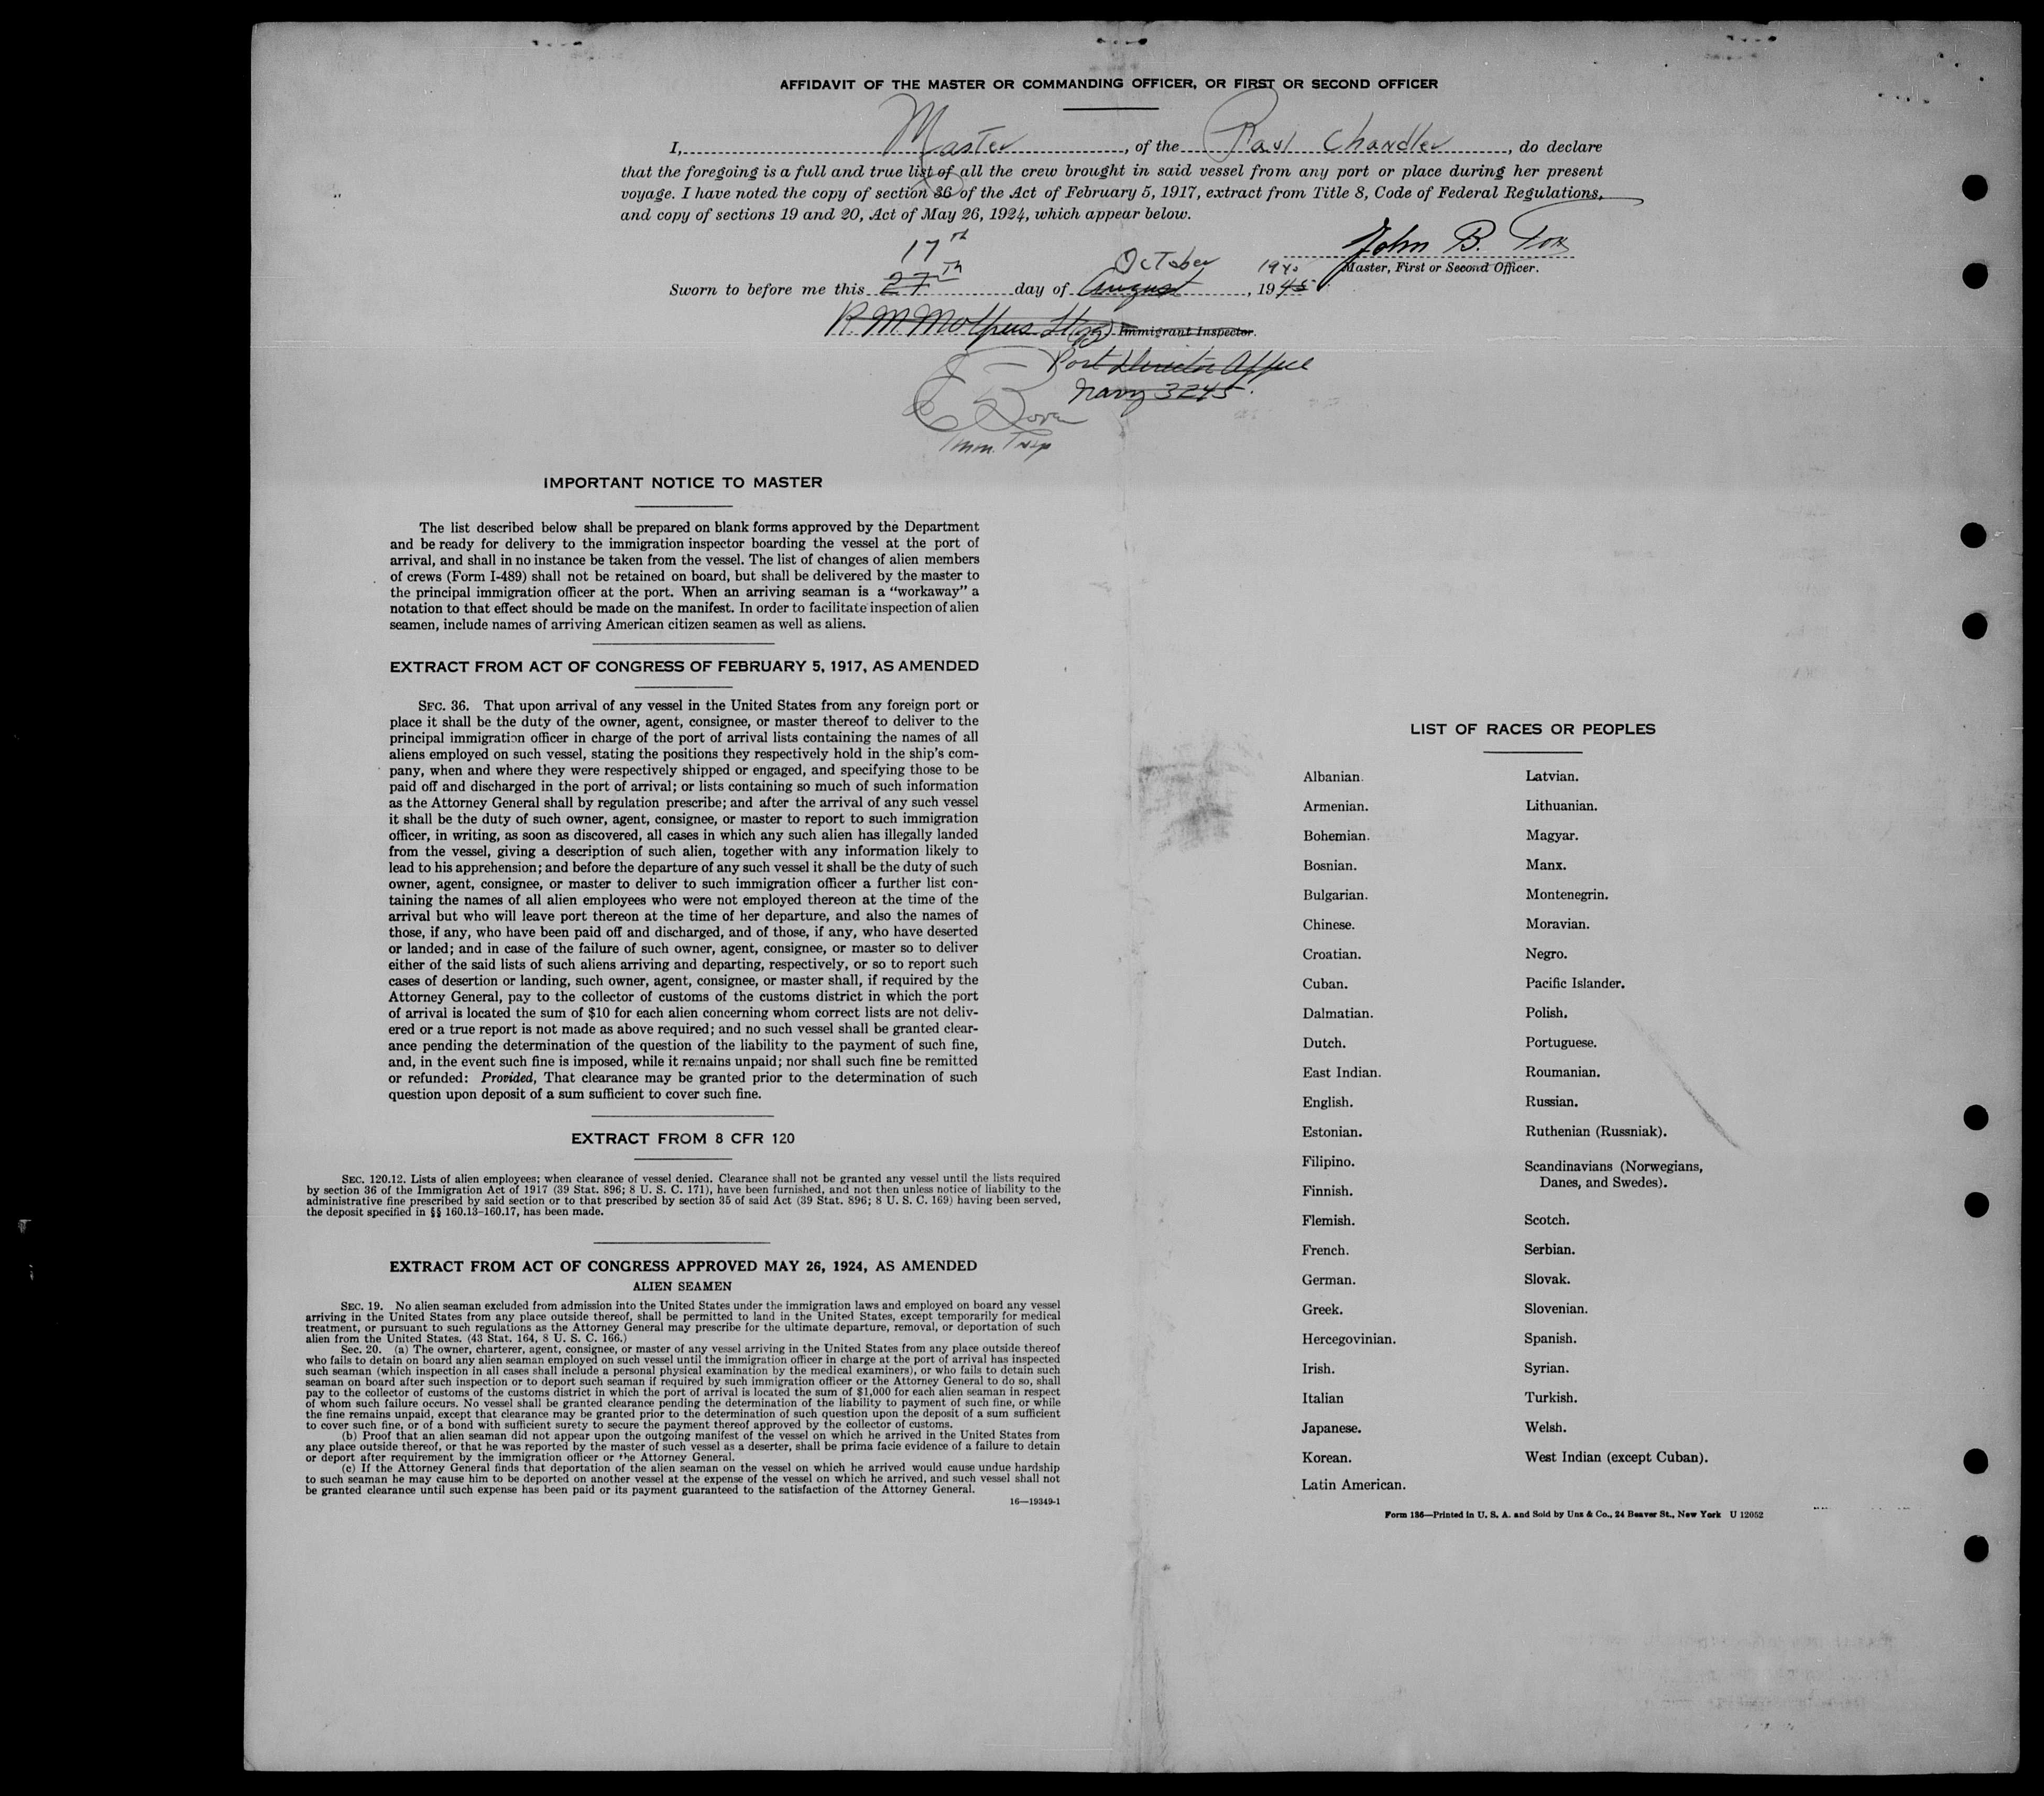 AFFIDAVIT OF THE MASTER OR COMMANDING OFFICER, OR FIRST OR SECOND OFFICER
I, Master, of the Paul Chandler, do declare
that the foregoing is a full and true list of all the crew brought in said vessel from any port or place during her present
voyage. I have noted the copy of section 36 of the Act of February 5, 1917, extract from Title 8, Code of Federal Regulations,
and copy of sections 19 and 20, Act of May 26, 1924, which appear below.
John B.
Master, First or Second Officer.
17th October
Sworn to before me this 27th day of August, 1945
R. M. Immigrant Inspector.
Port Director Office
Navy 3245.
Imm. Insp
IMPORTANT NOTICE TO MASTER
The list described below shall be prepared on blank forms approved by the Department
and be ready for delivery to the immigration inspector boarding the vessel at the port of
arrival, and shall in no instance be taken from the vessel. The list of changes of alien members
of crews (Form I-489) shall not be retained on board, but shall be delivered by the master to
the principal immigration officer at the port. When an arriving seaman is a "workaway" a
notation to that effect should be made on the manifest. In order to facilitate inspection of alien
seamen, include names of arriving American citizen seamen as well as aliens.
EXTRACT FROM ACT OF CONGRESS OF FEBRUARY 5, 1917, AS AMENDED
SEC. 36. That upon arrival of any vessel in the United States from any foreign port or
place it shall be the duty of the owner, agent, consignee, or master thereof to deliver to the
principal immigration officer in charge of the port of arrival lists containing the names of all
aliens employed on such vessel, stating the positions they respectively hold in the ship's com-
pany, when and where they were respectively shipped or engaged, and specifying those to be
paid off and discharged in the port of arrival; or lists containing so much of such information
as the Attorney General shall by regulation prescribe; and after the arrival of any such vessel
it shall be the duty of such owner, agent, consignee, or master to report to such immigration
officer, in writing, as soon as discovered, all cases in which any such alien has illegally landed
from the vessel, giving a description of such alien, together with any information likely to
lead to his apprehension; and before the departure of any such vessel it shall be the duty of such
owner, agent, consignee, or master to deliver to such immigration officer a further list con-
taining the names of all alien employees who were not employed thereon at the time of the
arrival but who will leave port thereon at the time of her departure, and also the names of
those, if any, who have been paid off and discharged, and of those, if any, who have deserted
or landed; and in case of the failure of such owner, agent, consignee, or master so to deliver
either of the said lists of such aliens arriving and departing, respectively, or so to report such
cases of desertion or landing, such owner, agent, consignee, or master shall, if required by the
Attorney General, pay to the collector of customs of the customs district in which the port
of arrival is located the sum of $10 for each alien concerning whom correct lists are not deliv-
ered or a true report is not made as above required; and no such vessel shall be granted clear-
ance pending the determination of the question of the liability to the payment of such fine,
and, in the event such fine is imposed, while it remains unpaid; nor shall such fine be remitted
or refunded: Provided, That clearance may be granted prior to the determination of such
question upon deposit of a sum sufficient to cover such fine.
EXTRACT FROM 8 CFR 120
SEC. 120.12. Lists of alien employees; when clearance of vessel denied. Clearance shall not be granted any vessel until the lists required
by section 36 of the Immigration Act of 1917 (39 Stat. 896; 8 U. S. C. 171), have been furnished, and not then unless notice of liability to the
administrative fine prescribed by said section or to that prescribed by section 35 of said Act (39 Stat. 896; 8 U. S. C. 169) having been served,
the deposit specified in §§ 160.13–160.17, has been made.
EXTRACT FROM ACT OF CONGRESS APPROVED MAY 26, 1924, AS AMENDED
ALIEN SEAMEN
SEC. 19. No alien seaman excluded from admission into the United States under the immigration laws and employed on board any vessel
arriving in the United States from any place outside thereof, shall be permitted to land in the United States, except temporarily for medical
treatment, or pursuant to such regulations as the Attorney General may prescribe for the ultimate departure, removal, or deportation of such
alien from the United States. (43 Stat. 164, 8 U. S. C. 166.)
Sec. 20. (a) The owner, charterer, agent, consignee, or master of any vessel arriving in the United States from any place outside thereof
who fails to detain on board any alien seaman employed on such vessel until the immigration officer in charge at the port of arrival has inspected
such seaman (which inspection in all cases shall include a personal physical examination by the medical examiners), or who fails to detain such
seaman on board after such inspection or to deport such seaman if required by such immigration officer or the Attorney General to do so, shall
pay to the collector of customs of the customs district in which the port of arrival is located the sum of $1,000 for each alien seaman in respect
of whom such failure occurs. No vessel shall be granted clearance pending the determination of the liability to payment of such fine, or while
the fine remains unpaid, except that clearance may be granted prior to the determination of such question upon the deposit of a sum sufficient
to cover such fine, or of a bond with sufficient surety to secure the payment thereof approved by the collector of customs.
(b) Proof that an alien seaman did not appear upon the outgoing manifest of the vessel on which he arrived in the United States from
any place outside thereof, or that he was reported by the master of such vessel as a deserter, shall be prima facie evidence of a failure to detain
or deport after requirement by the immigration officer or the Attorney General.
(c) If the Attorney General finds that deportation of the alien seaman on the vessel on which he arrived would cause undue hardship
to such seaman he may cause him to be deported on another vessel at the expense of the vessel on which he arrived, and such vessel shall not
be granted clearance until such expense has been paid or its payment guaranteed to the satisfaction of the Attorney General.
16—19349-1
LIST OF RACES OR PEOPLES
Albanian.
Armenian.
Bohemian.
Bosnian.
Bulgarian.
Chinese.
Croatian.
Cuban.
Dalmatian.
Dutch.
East Indian.
English.
Estonian.
Filipino.
Finnish.
Flemish.
French.
German.
Greek.
Hercegovinian.
Irish.
Italian
Japanese.
Korean.
Latin American.
Latvian.
Lithuanian.
Magyar.
Manx.
Montenegrin.
Moravian.
Negro.
Pacific Islander.
Polish.
Portuguese.
Roumanian.
Russian.
Ruthenian (Russniak).
Scandinavians (Norwegians,
Danes, and Swedes).
Scotch.
Serbian.
Slovak.
Slovenian.
Spanish.
Syrian.
Turkish.
Welsh.
West Indian (except Cuban).
Form 136—Printed in U. S. A. and Sold by Unz & Co., 24 Beaver St., New York U 12052